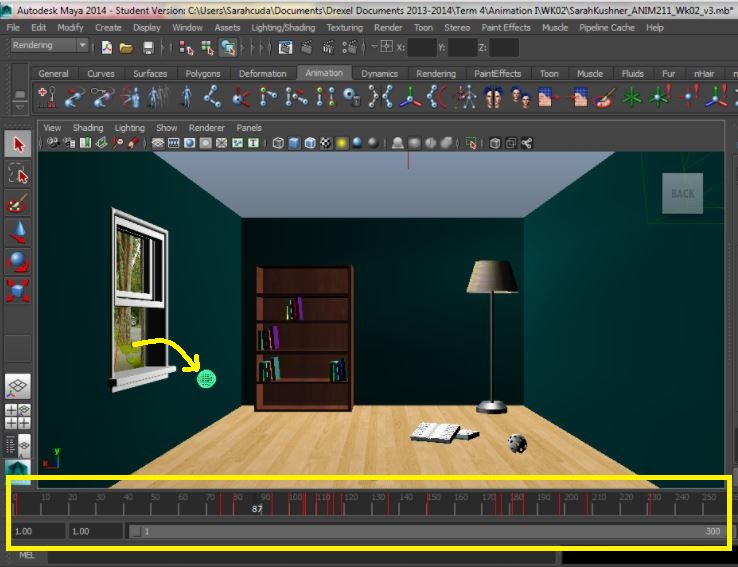 Autodesk Maya 2014 - Student Version: C:\Users\Sarahcuda\Documents\Drexel Documents 2013-2014\Term 4\Animation I\WK02\SarahKushner_ANIM211_Wk02_v3.mb*
File Edit Modify Create Display Window Assets Lighting/Shading Texturing Render Toon Stereo Paint Effects Muscle Pipeline Cache Help
Rendering X: Y: Z:
General Curves Surfaces Polygons Deformation Animation Dynamics Rendering PaintEffects Toon Muscle Fluids Fur nHair n
View Shading Lighting Show Renderer Panels
BACK
y
x
0 10 20 30 40 50 60 70 80 90 100 110 120 130 140 150 160 170 180 190 200 210 220 230 240 250
87
1.00 1.00 1 300
MEL